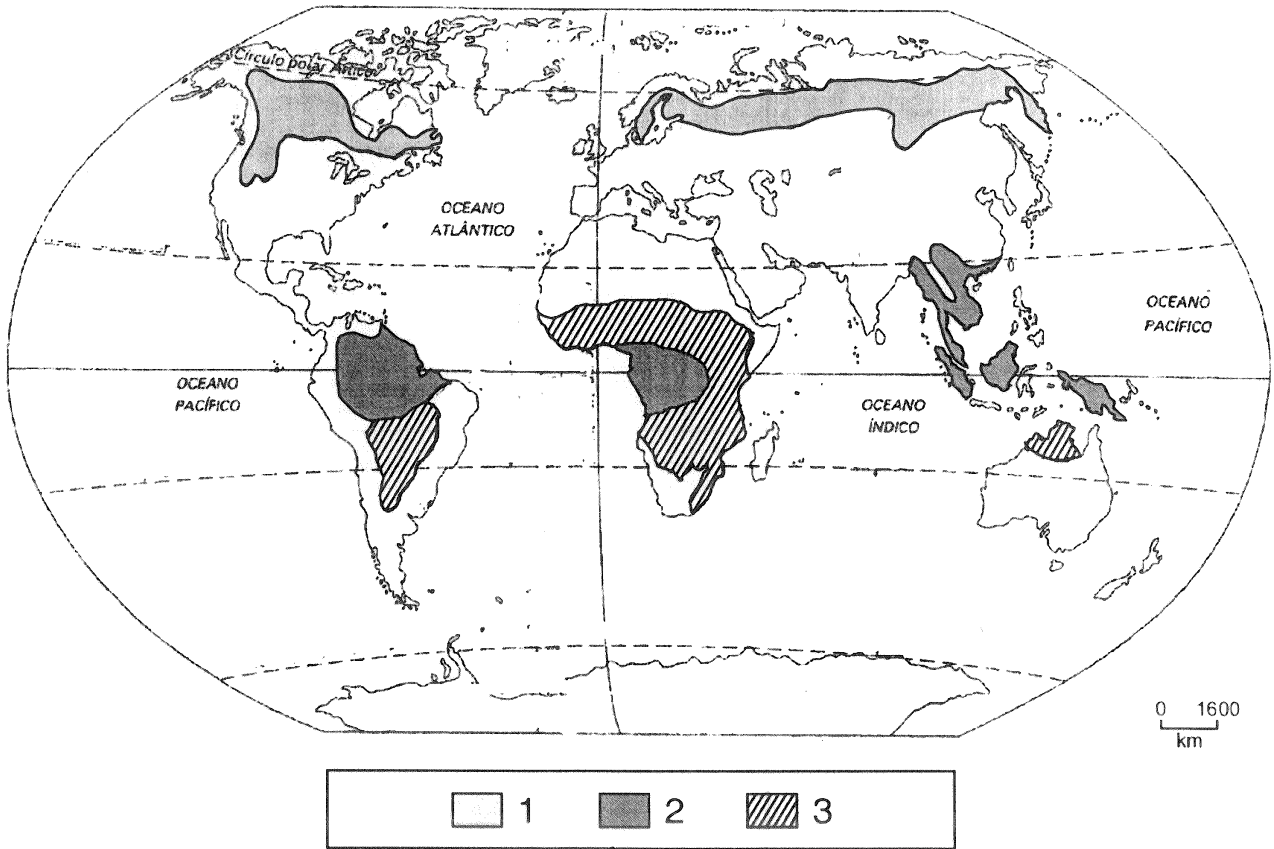 Círculo polar Ártico
OCEANO
ATLÂNTICO
OCEANO
PACÍFICO
OCEANO
PACÍFICO
OCEANO
ÍNDICO
0 1600
km
1 2 3